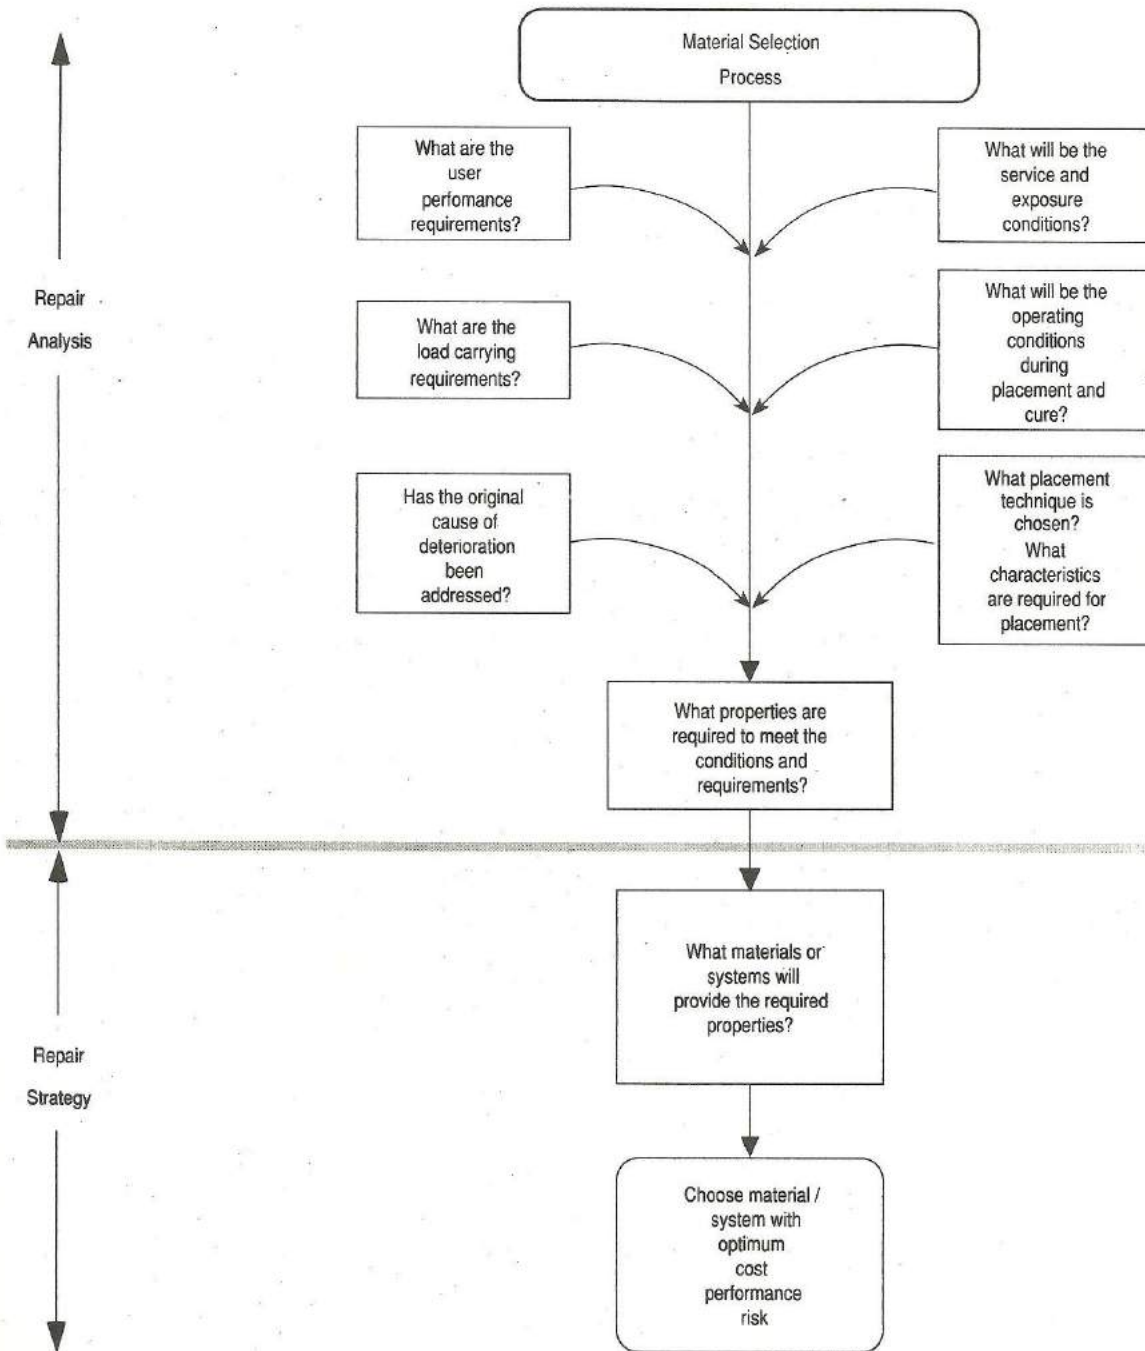 Material Selection
Process
What are the
user
perfomance
requirements?
What will be the
service and
exposure
conditions?
Repair
Analysis
What are the
load carrying
requirements?
What will be the
operating
conditions
during
placement and
cure?
Has the original
cause of
deterioration
been
addressed?
What placement
technique is
chosen?
What
characteristics
are required for
placement?
What properties are
required to meet the
conditions and
requirements?
What materials or
systems will
provide the required
properties?
Repair
Strategy
Choose material /
system with
optimum
cost
performance
risk